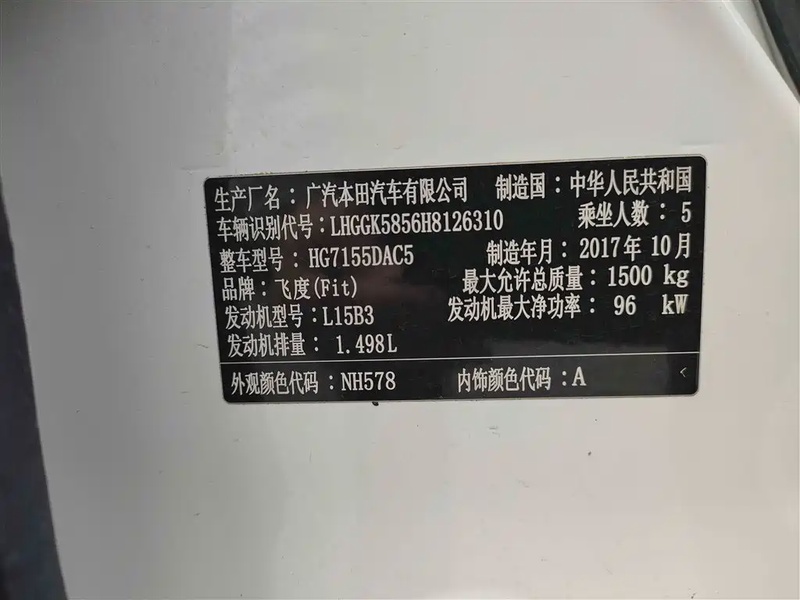 生产厂名：广汽本田汽车有限公司 制造国：中华人民共和国
车辆识别代号：LHGGK5856H8126310 乘坐人数：5
整车型号：HG7155DAC5 制造年月：2017年10月
品牌：飞度(Fit) 最大允许总质量：1500 kg
发动机型号：L15B3 发动机最大净功率：96 kW
发动机排量：1.498L
外观颜色代码：NH578 内饰颜色代码：A